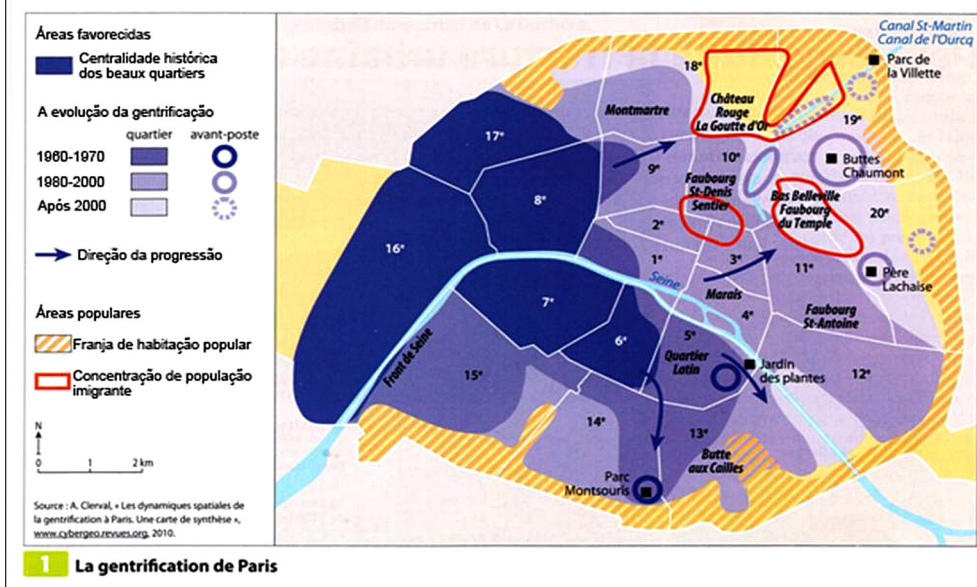 Áreas favorecidas
Centralidade histórica
dos beaux quartiers
A evolução da gentrificação
quartier avant-poste
1960-1970
1980-2000
Após 2000
Direção da progressão
Áreas populares
Franja de habitação popular
Concentração de população
imigrante
N
0 1 2 km
Source : A. Clerval, « Les dynamiques spatiales de
la gentrification à Paris. Une carte de synthèse »,
www.cybergeo.revues.org, 2010.
Canal St-Martin
Canal de l'Ourcq
Parc de
la Villette
18e
Montmartre
Château
Rouge
La Goutte d'Or
19e
17e
10e
9e
Buttes
Chaumont
Faubourg
St-Denis
Sentier
Bas Belleville
Faubourg
du Temple
8e
20e
2e
16e
1e
3e
11e
Seine
Marais
Père
Lachaise
7e
4e
Faubourg
St-Antoine
6e
5e
Quartier
Latin
Jardin
des plantes
Front de Seine
15e
12e
14e
13e
Butte
aux Cailles
Parc
Montsouris
1 La gentrification de Paris